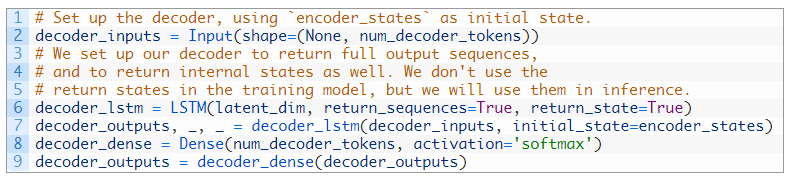 1 # Set up the decoder, using `encoder_states` as initial state.
2 decoder_inputs = Input(shape=(None, num_decoder_tokens))
3 # We set up our decoder to return full output sequences,
4 # and to return internal states as well. We don't use the
5 # return states in the training model, but we will use them in inference.
6 decoder_lstm = LSTM(latent_dim, return_sequences=True, return_state=True)
7 decoder_outputs, _, _ = decoder_lstm(decoder_inputs, initial_state=encoder_states)
8 decoder_dense = Dense(num_decoder_tokens, activation='softmax')
9 decoder_outputs = decoder_dense(decoder_outputs)